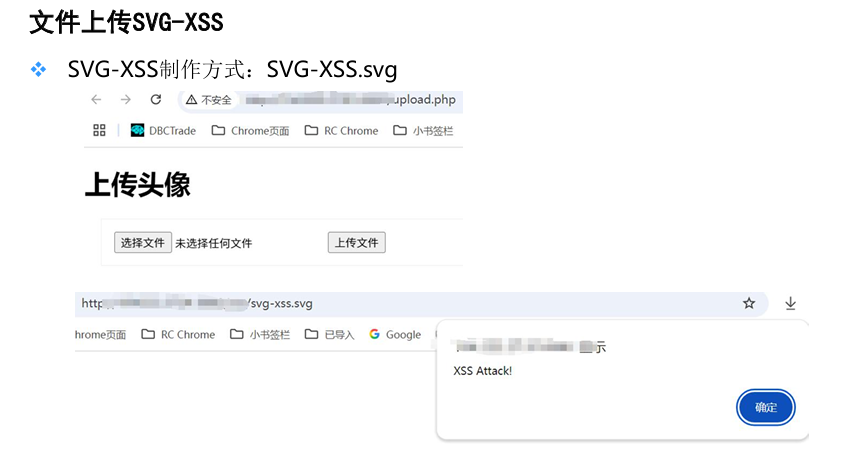 文件上传SVG-XSS
SVG-XSS制作方式：SVG-XSS.svg
不安全 upload.php
DBCTrade Chrome页面 RC Chrome 小书签栏
上传头像
选择文件 未选择任何文件 上传文件
http /svg-xss.svg
hrome页面 RC Chrome 小书签栏 已导入 Google
显示
XSS Attack!
确定